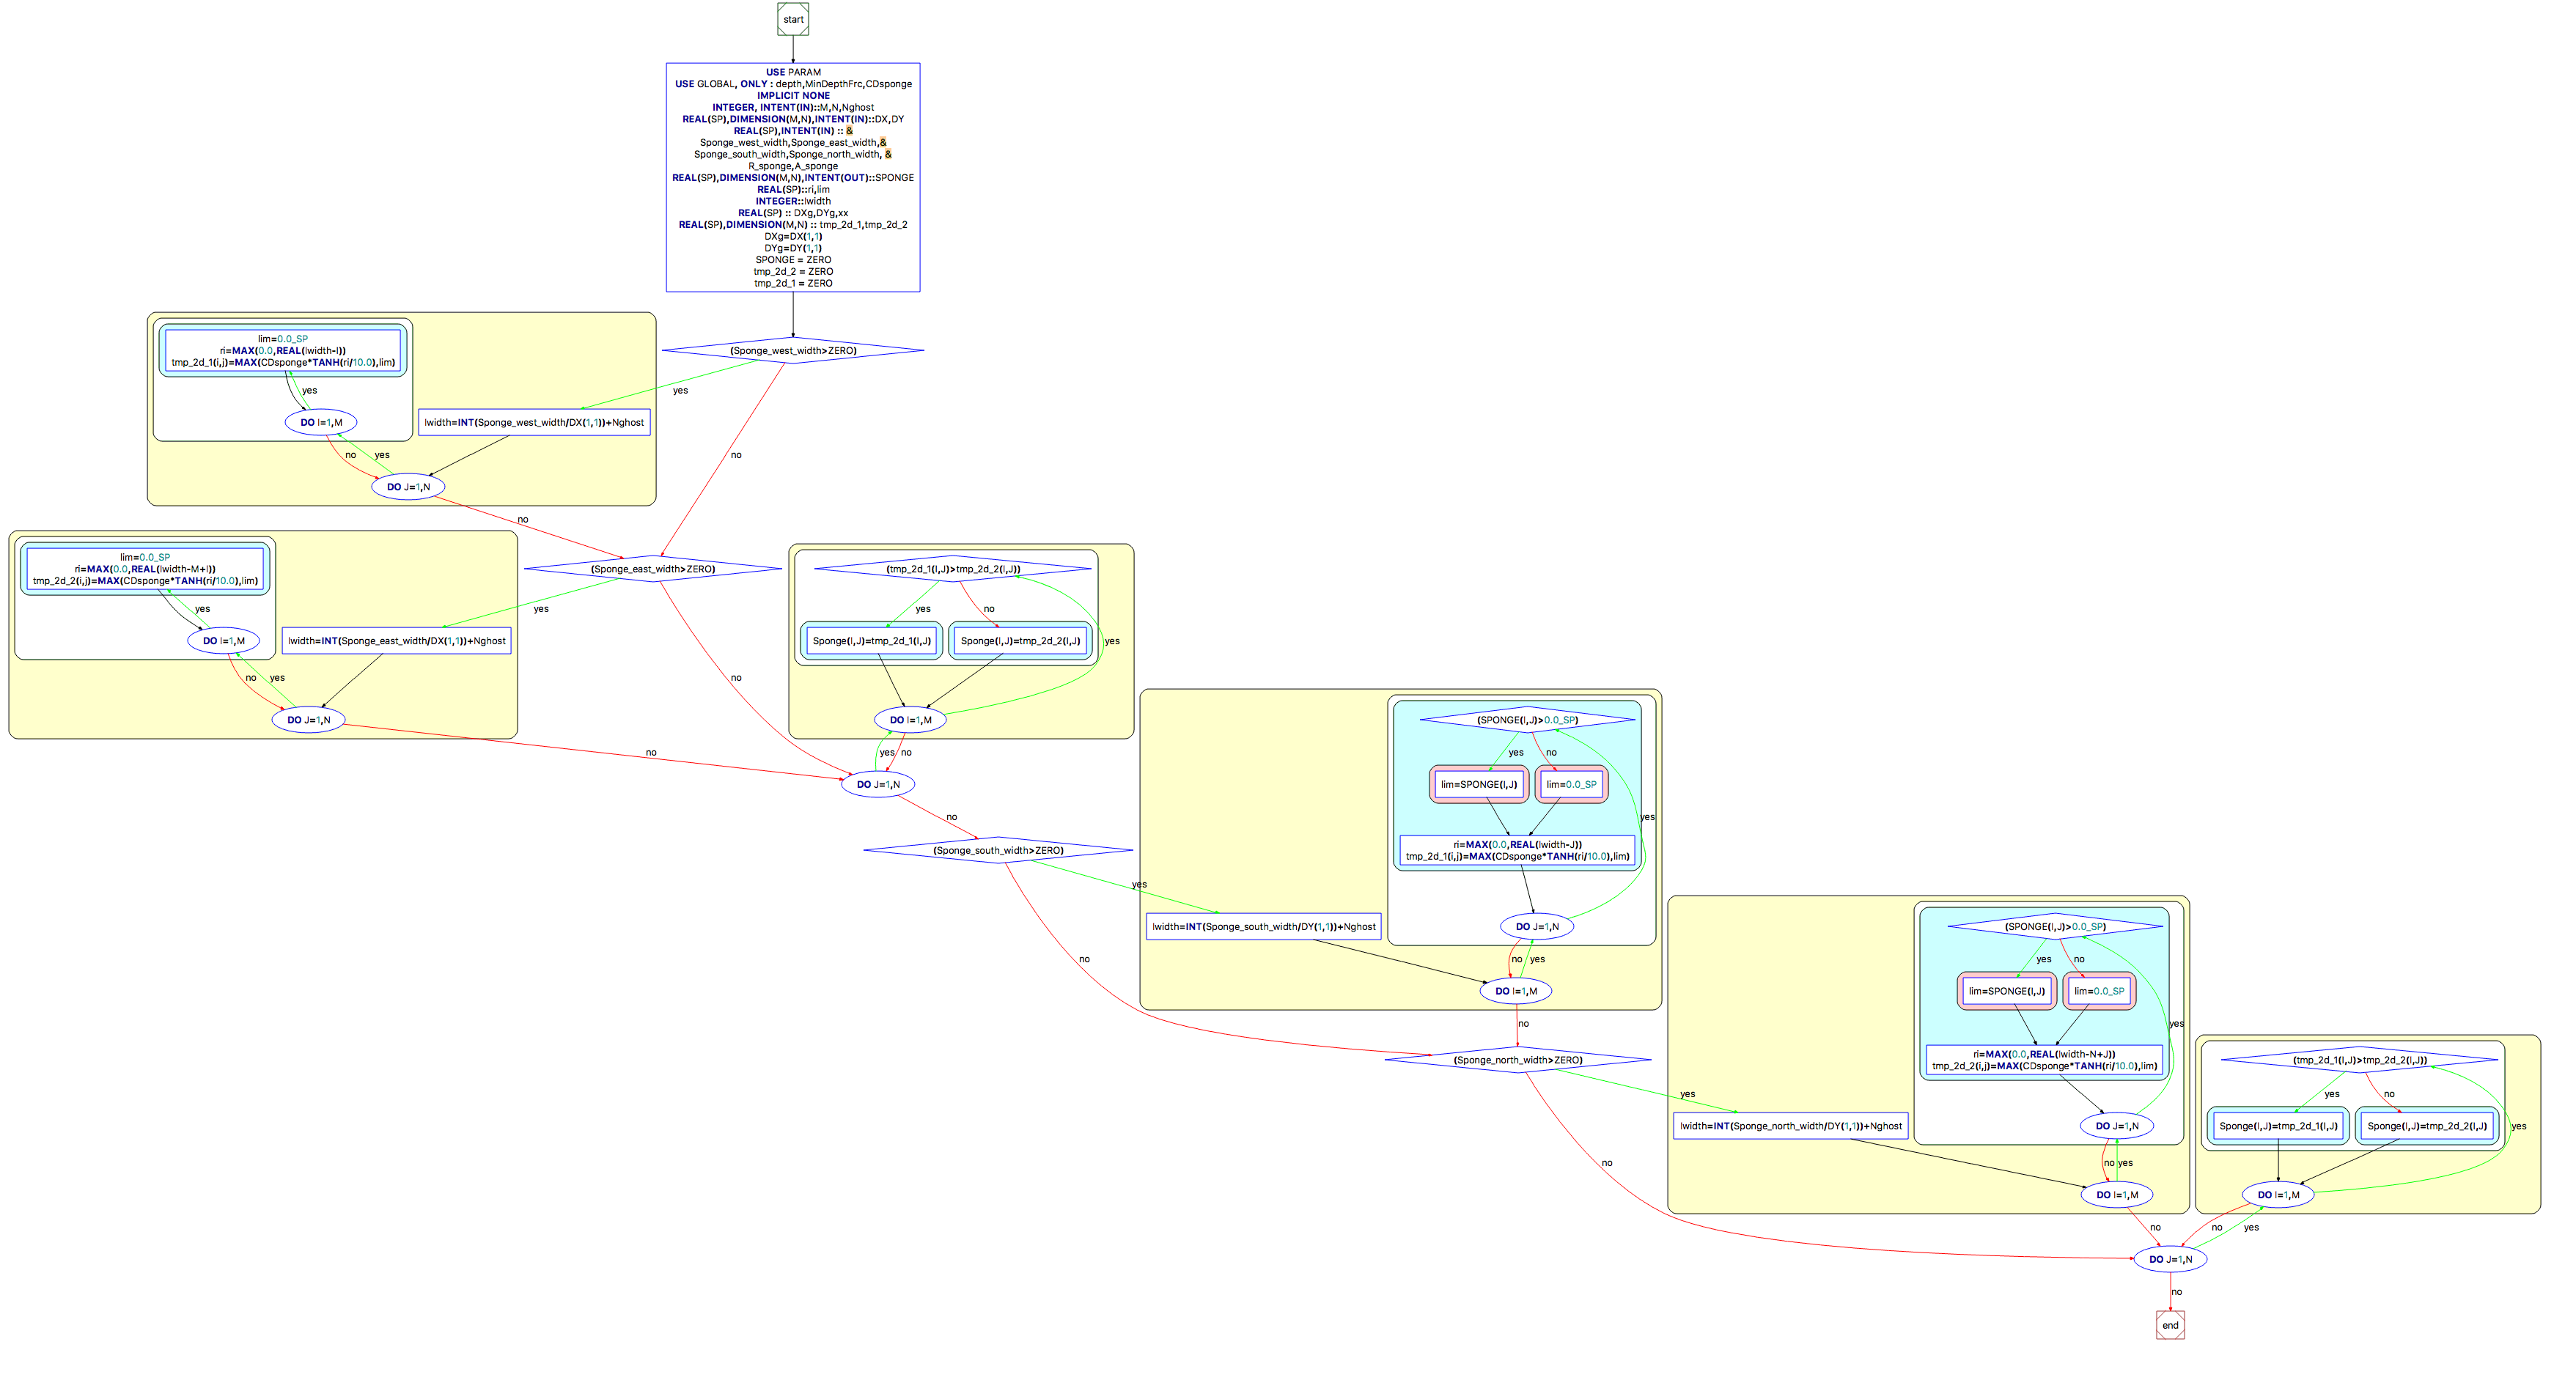 start
USE PARAM
USE GLOBAL, ONLY : depth,MinDepthFrc,CDsponge
IMPLICIT NONE
INTEGER, INTENT(IN)::M,N,Nghost
REAL(SP),DIMENSION(M,N),INTENT(IN)::DX,DY
REAL(SP),INTENT(IN) :: &
Sponge_west_width,Sponge_east_width,&
Sponge_south_width,Sponge_north_width, &
R_sponge,A_sponge
REAL(SP),DIMENSION(M,N),INTENT(OUT)::SPONGE
REAL(SP)::ri,lim
INTEGER::Iwidth
REAL(SP) :: DXg,DYg,xx
REAL(SP),DIMENSION(M,N) :: tmp_2d_1,tmp_2d_2
DXg=DX(1,1)
DYg=DY(1,1)
SPONGE = ZERO
tmp_2d_2 = ZERO
tmp_2d_1 = ZERO
(Sponge_west_width>ZERO)
yes
no
lim=0.0_SP
ri=MAX(0.0,REAL(Iwidth-I))
tmp_2d_1(i,j)=MAX(CDsponge*TANH(ri/10.0),lim)
yes
DO I=1,M
Iwidth=INT(Sponge_west_width/DX(1,1))+Nghost
no
yes
DO J=1,N
no
(Sponge_east_width>ZERO)
yes
no
lim=0.0_SP
ri=MAX(0.0,REAL(Iwidth-M+I))
tmp_2d_2(i,j)=MAX(CDsponge*TANH(ri/10.0),lim)
yes
DO I=1,M
Iwidth=INT(Sponge_east_width/DX(1,1))+Nghost
no
yes
DO J=1,N
no
(tmp_2d_1(I,J)>tmp_2d_2(I,J))
yes
no
Sponge(I,J)=tmp_2d_1(I,J)
Sponge(I,J)=tmp_2d_2(I,J)
yes
DO I=1,M
yes
no
DO J=1,N
no
(Sponge_south_width>ZERO)
yes
no
(SPONGE(I,J)>0.0_SP)
yes
no
lim=SPONGE(I,J)
lim=0.0_SP
yes
ri=MAX(0.0,REAL(Iwidth-J))
tmp_2d_1(i,j)=MAX(CDsponge*TANH(ri/10.0),lim)
Iwidth=INT(Sponge_south_width/DY(1,1))+Nghost
DO J=1,N
no
yes
DO I=1,M
no
(Sponge_north_width>ZERO)
yes
no
(SPONGE(I,J)>0.0_SP)
yes
no
lim=SPONGE(I,J)
lim=0.0_SP
yes
ri=MAX(0.0,REAL(Iwidth-N+J))
tmp_2d_2(i,j)=MAX(CDsponge*TANH(ri/10.0),lim)
Iwidth=INT(Sponge_north_width/DY(1,1))+Nghost
DO J=1,N
no
yes
DO I=1,M
no
(tmp_2d_1(I,J)>tmp_2d_2(I,J))
yes
no
Sponge(I,J)=tmp_2d_1(I,J)
Sponge(I,J)=tmp_2d_2(I,J)
yes
DO I=1,M
no
yes
DO J=1,N
no
end